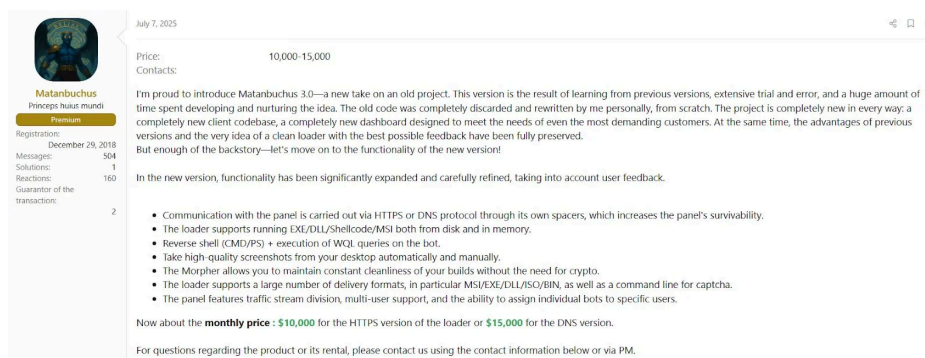 July 7, 2025
Matanbuchus
Princeps huius mundi
Premium
Registration:
December 29, 2018
Messages: 504
Solutions: 1
Reactions: 160
Guarantor of the
transaction:
2
Price: 10,000-15,000
Contacts:
I'm proud to introduce Matanbuchus 3.0—a new take on an old project. This version is the result of learning from previous versions, extensive trial and error, and a huge amount of
time spent developing and nurturing the idea. The old code was completely discarded and rewritten by me personally, from scratch. The project is completely new in every way: a
completely new client codebase, a completely new dashboard designed to meet the needs of even the most demanding customers. At the same time, the advantages of previous
versions and the very idea of a clean loader with the best possible feedback have been fully preserved.
But enough of the backstory—let's move on to the functionality of the new version!
In the new version, functionality has been significantly expanded and carefully refined, taking into account user feedback.
• Communication with the panel is carried out via HTTPS or DNS protocol through its own spacers, which increases the panel's survivability.
• The loader supports running EXE/DLL/Shellcode/MSI both from disk and in memory.
• Reverse shell (CMD/PS) + execution of WQL queries on the bot.
• Take high-quality screenshots from your desktop automatically and manually.
• The Morpher allows you to maintain constant cleanliness of your builds without the need for crypto.
• The loader supports a large number of delivery formats, in particular MSI/EXE/DLL/ISO/BIN, as well as a command line for captcha.
• The panel features traffic stream division, multi-user support, and the ability to assign individual bots to specific users.
Now about the monthly price : $10,000 for the HTTPS version of the loader or $15,000 for the DNS version.
For questions regarding the product or its rental, please contact us using the contact information below or via PM.